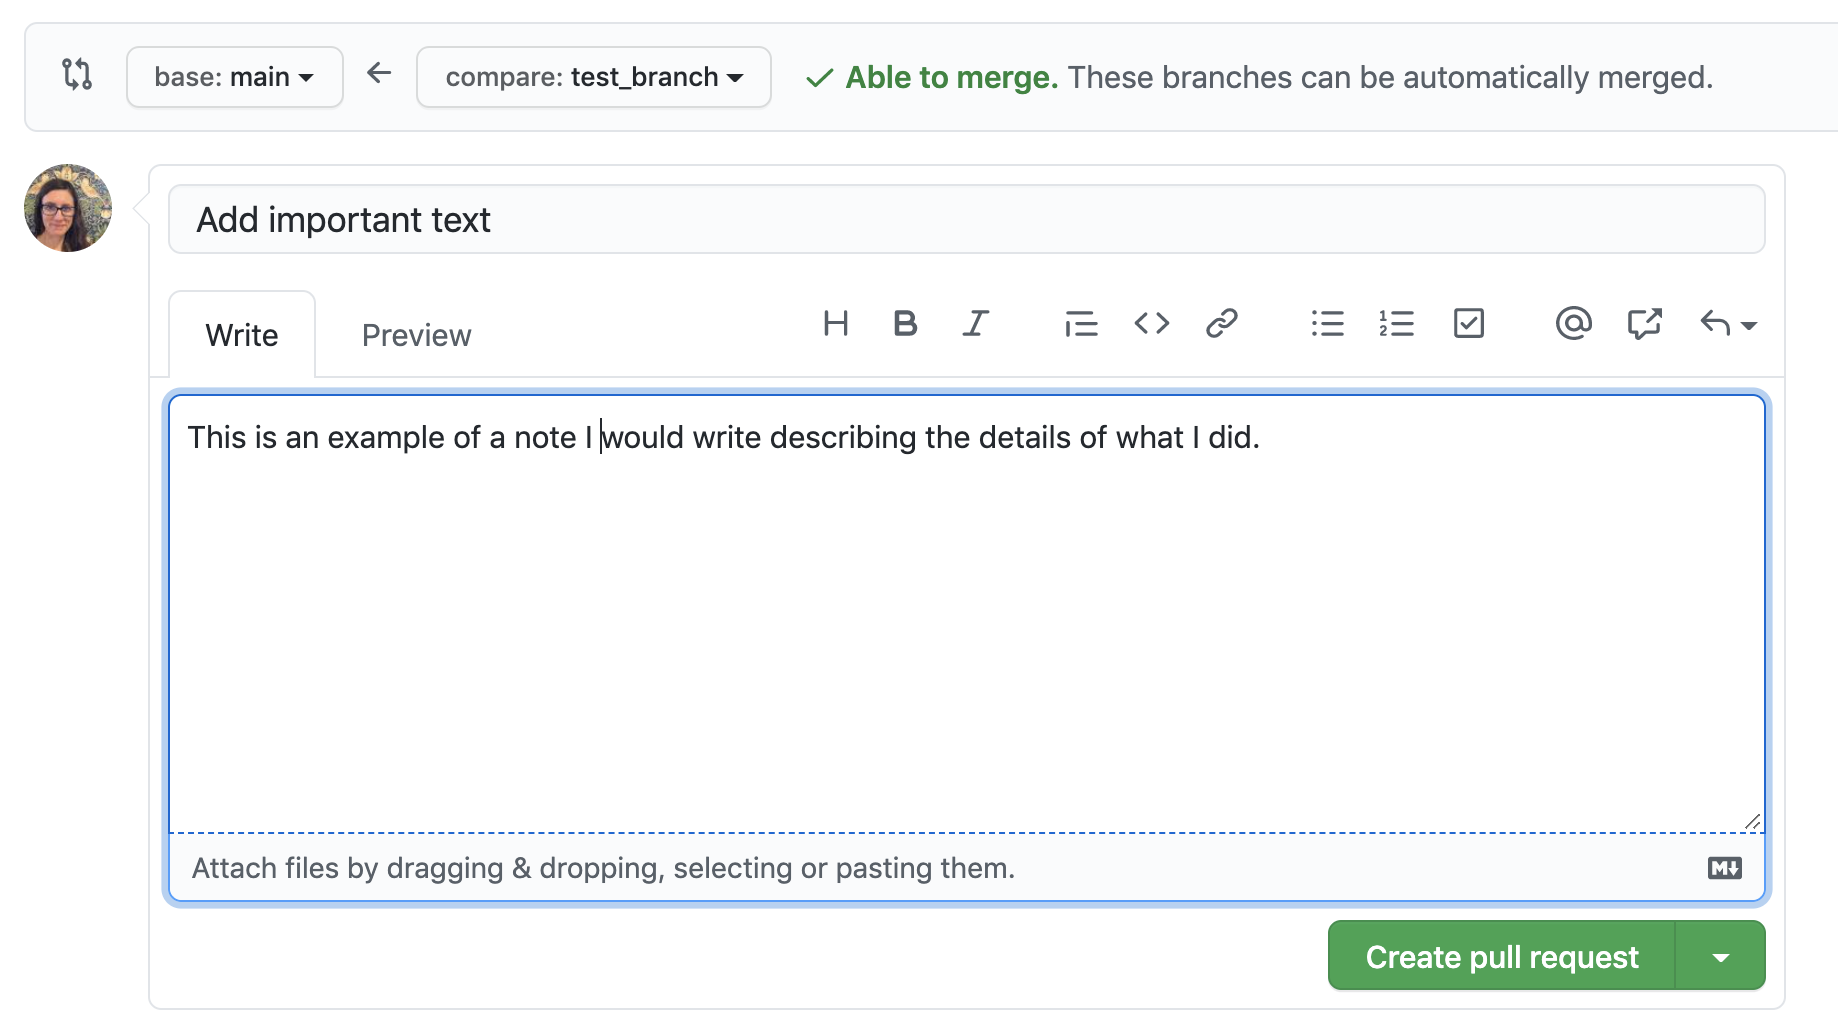 base: main compare: test_branch Able to merge. These branches can be automatically merged.
Add important text
Write Preview
This is an example of a note I would write describing the details of what I did.
Attach files by dragging & dropping, selecting or pasting them.
Create pull request